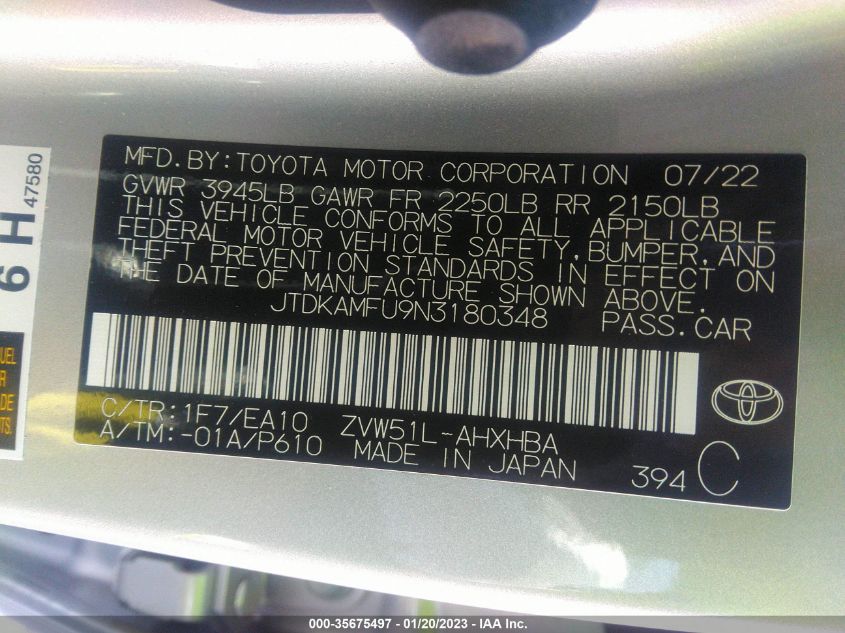 MFD.BY:TOYOTA MOTOR CORPORATION 07/22
GVWR 3945LB GAWR FR 2250LB RR 2150LB
THIS VEHICLE CONFORMS TO ALL APPLICABLE
FEDERAL MOTOR VEHICLE SAFETY,BUMPER,AND
THEFT PREVENTION STANDARDS IN EFFECT ON
THE DATE OF MANUFACTURE SHOWN ABOVE.
JTDKAMFU9N3180348 PASS.CAR
C/TR:1F7/EA10 ZVW51L-AHXHBA
A/TM:-01A/P610 MADE IN JAPAN 394 C
6 H
47580
UEL
R
ADE
TS.
000-35675497 - 01/20/2023 - IAA Inc.